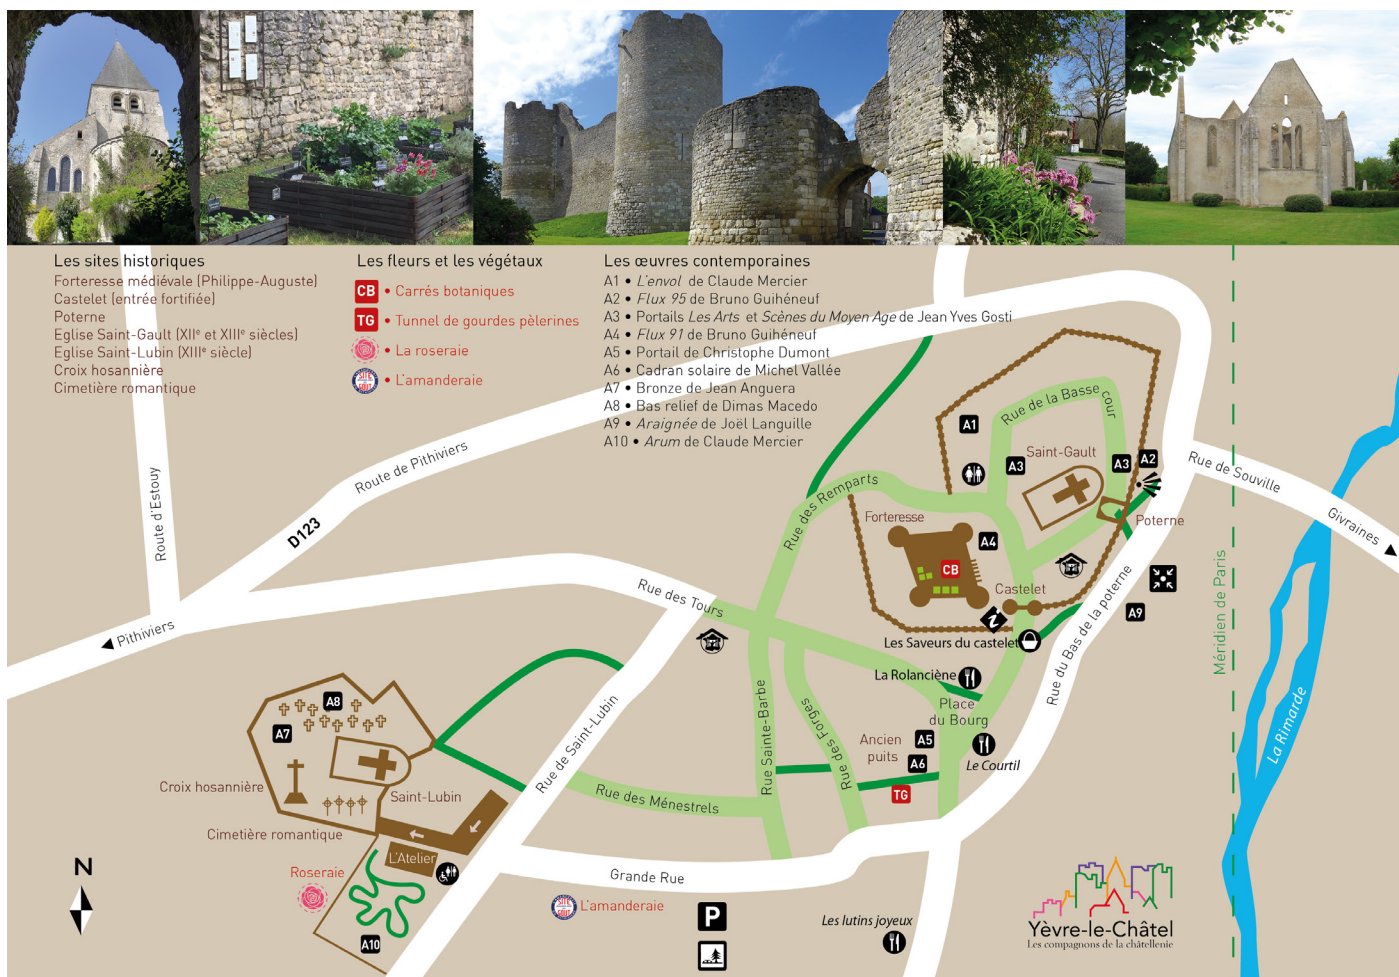 Les sites historiques
Forteresse médiévale (Philippe-Auguste)
Castelet (entrée fortifiée)
Poterne
Eglise Saint-Gault (XIIe et XIIIe siècles)
Eglise Saint-Lubin (XIIIe siècle)
Croix hosannière
Cimetière romantique
Les fleurs et les végétaux
CB • Carrés botaniques
TG • Tunnel de gourdes pèlerines
• La roseraie
• L'amanderaie
Les œuvres contemporaines
A1 • L'envol de Claude Mercier
A2 • Flux 95 de Bruno Guihéneuf
A3 • Portails Les Arts et Scènes du Moyen Age de Jean Yves Gosti
A4 • Flux 91 de Bruno Guihéneuf
A5 • Portail de Christophe Dumont
A6 • Cadran solaire de Michel Vallée
A7 • Bronze de Jean Anguera
A8 • Bas relief de Dimas Macedo
A9 • Araignée de Joël Languille
A10 • Arum de Claude Mercier
Route d'Estouy
Route de Pithiviers
D123
Pithiviers
Rue de la Basse cour
A1
A3
Saint-Gault
A3
A2
Rue de Souville
Givraines
Rue des Remparts
Forteresse
A4
CB
Poterne
Castelet
A9
i
Les Saveurs du castelet
Rue du Bas de la poterne
Méridien de Paris
La Rimarde
Rue des Tours
La Rolancière
Place
du Bourg
Le Courtil
Ancien
puits
A5
A6
TG
Rue Sainte-Barbe
Rue des Forges
Rue de Saint-Lubin
Rue des Ménestrels
A8
A7
Croix hosannière
Saint-Lubin
Cimetière romantique
L'Atelier
Roseraie
A10
N
Grande Rue
SITE
GOUT
L'amanderaie
P
Les lutins joyeux
Yèvre-le-Châtel
Les compagnons de la châtellenie